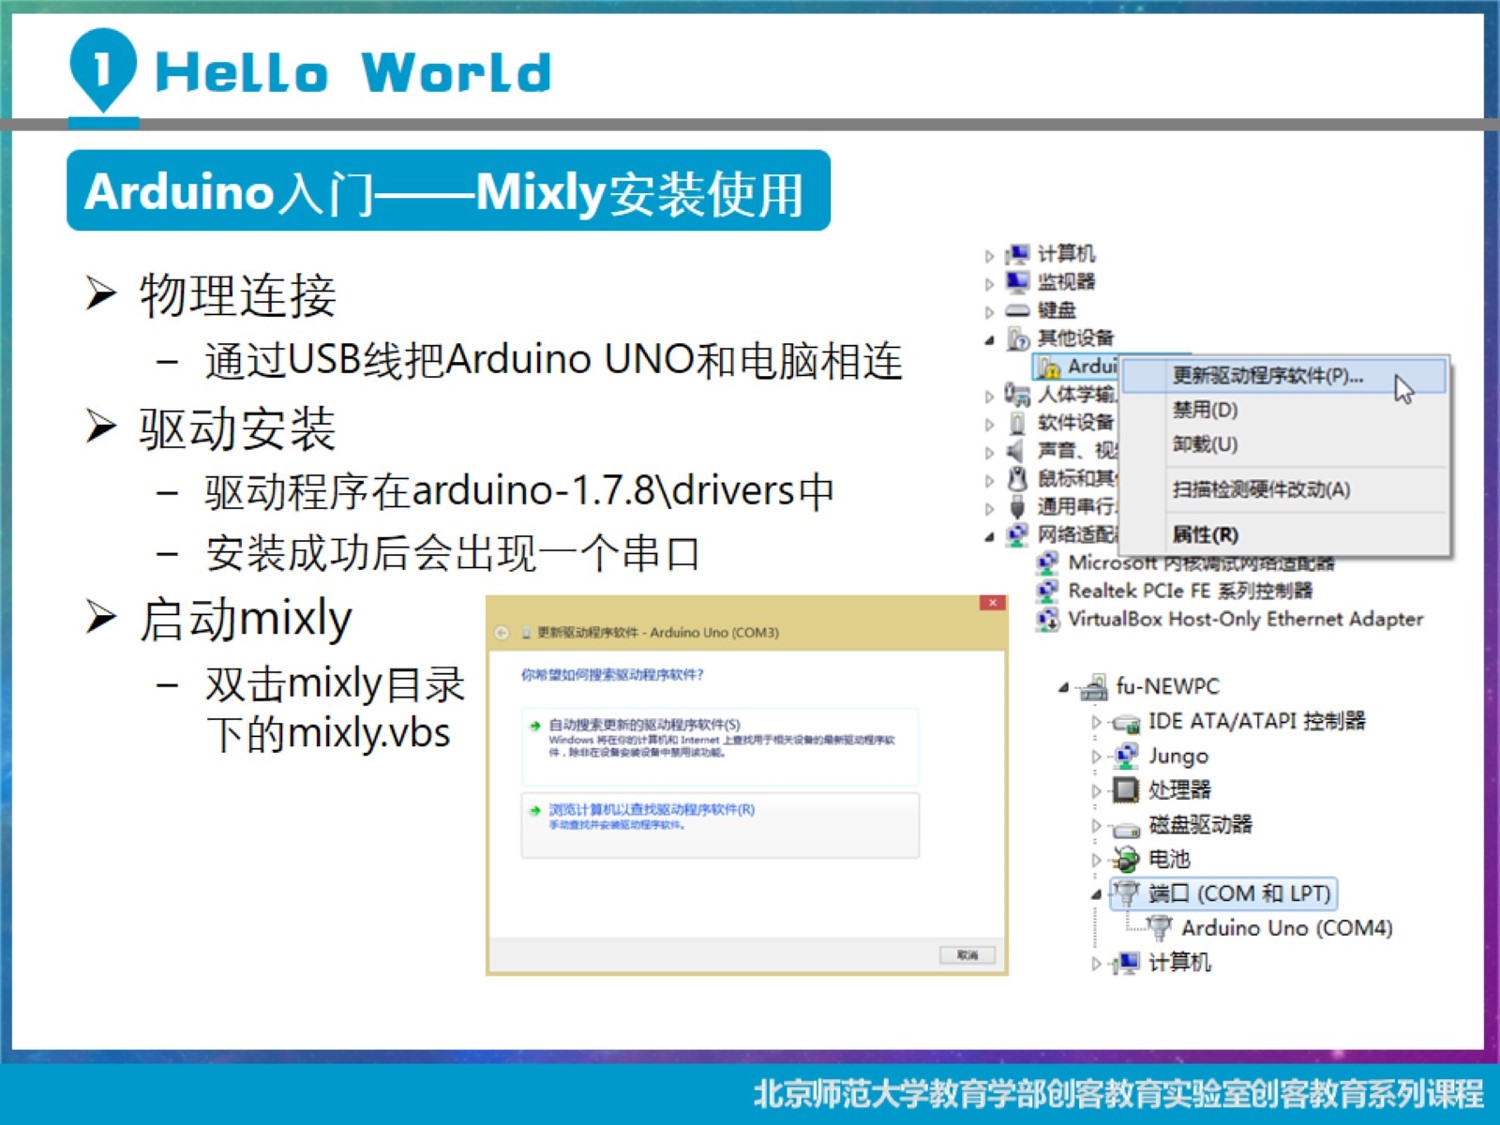 1 Hello World
Arduino入门——Mixly安装使用
➢ 物理连接
– 通过USB线把Arduino UNO和电脑相连
➢ 驱动安装
– 驱动程序在arduino-1.7.8\drivers中
– 安装成功后会出现一个串口
➢ 启动mixly
– 双击mixly目录
下的mixly.vbs
计算机
监视器
键盘
其他设备
Ardui
人体学输
软件设备
声音、视
鼠标和其
通用串行
网络适配
Microsoft 内核调试网络适配器
Realtek PCIe FE 系列控制器
VirtualBox Host-Only Ethernet Adapter
更新驱动程序软件(P)...
禁用(D)
卸载(U)
扫描检测硬件改动(A)
属性(R)
更新驱动程序软件 - Arduino Uno (COM3)
你希望如何搜索驱动程序软件?
自动搜索更新的驱动程序软件(S)
Windows 将在你的计算机和 Internet 上查找用于相关设备的最新驱动程序软
件，除非在设备安装设备中禁用该功能。
浏览计算机以查找驱动程序软件(R)
手动查找并安装驱动程序软件。
取消
fu-NEWPC
IDE ATA/ATAPI 控制器
Jungo
处理器
磁盘驱动器
电池
端口 (COM 和 LPT)
Arduino Uno (COM4)
计算机
北京师范大学教育学部创客教育实验室创客教育系列课程